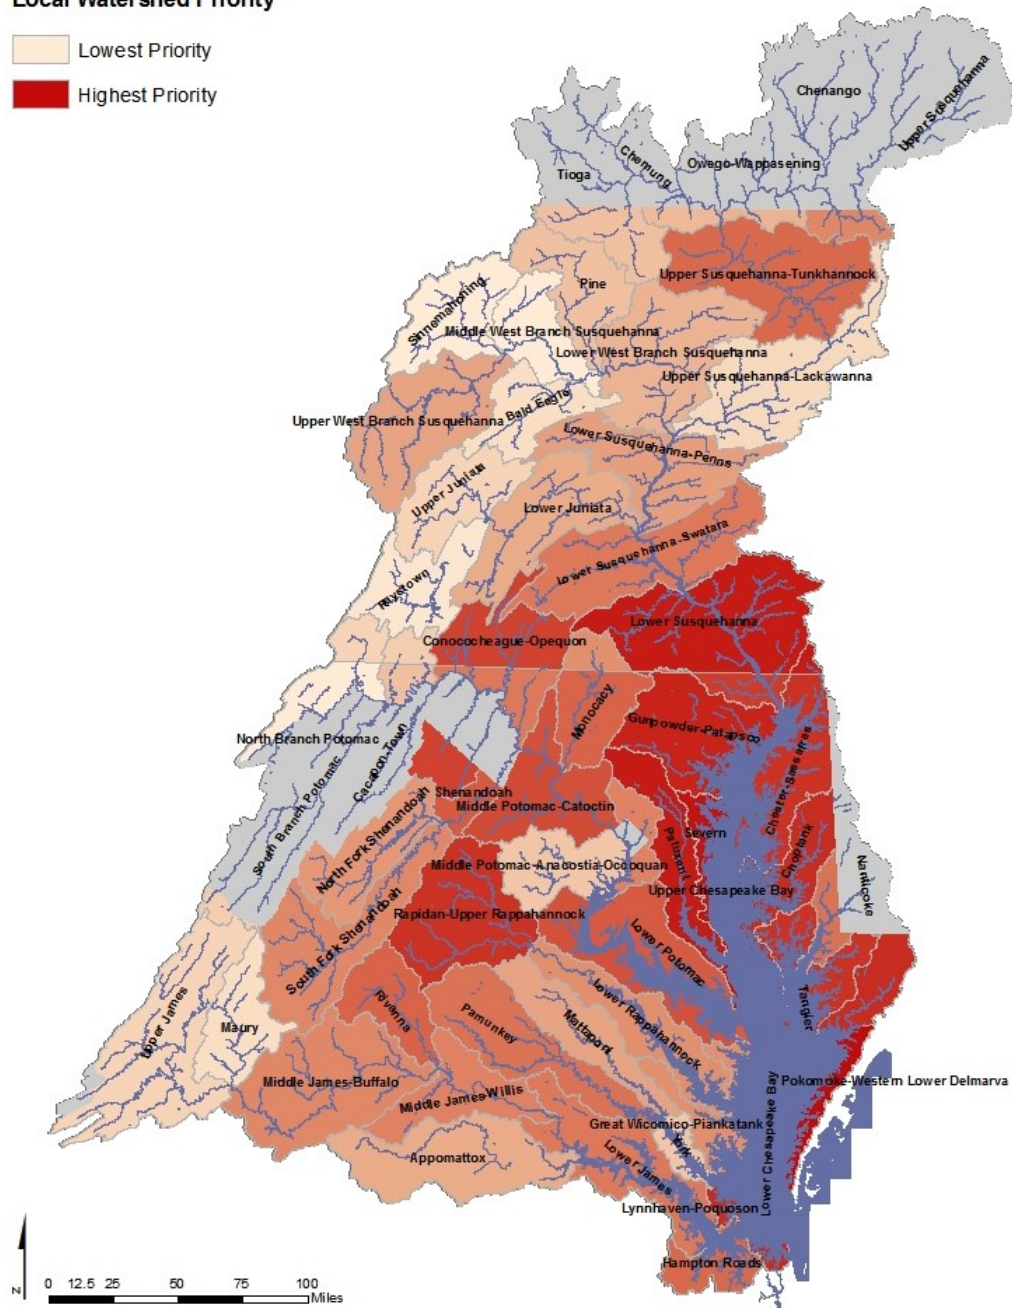 Local Watershed Priority
Lowest Priority
Highest Priority
Chenango
Upper Susquehanna
Owego-Wappasening
Chemung
Tioga
Upper Susquehanna-Tunkhannock
Pine
Sinnemahoning
Middle West Branch Susquehanna
Lower West Branch Susquehanna
Upper Susquehanna-Lackawanna
Bald Eagle
Upper West Branch Susquehanna
Lower Susquehanna-Penns
Upper Juniata
Lower Juniata
Lower Susquehanna-Swatara
Raystown
Lower Susquehanna
Conococheague-Opequon
Monocacy
Gunpowder-Patapsco
North Branch Potomac
Cacapon-Town
Chester-Sassafras
South Branch Potomac
Shenandoah
Middle Potomac-Catoctin
North Fork Shenandoah
Severn
Patuxent
Choptank
Middle Potomac-Anacostia-Occoquan
Nanticoke
Upper Chesapeake Bay
Rapidan-Upper Rappahannock
South Fork Shenandoah
Lower Potomac
Tangier
Upper James
Rivanna
Pamunkey
Mattaponi
Lower Rappahannock
Maury
Middle James-Buffalo
Pokomoke-Western Lower Delmarva
Middle James-Willis
Great Wicomico-Piankatank
York
Lower Chesapeake Bay
Appomattox
Lower James
Lynnhaven-Poquoson
Hampton Roads
N
0 12.5 25 50 75 100
Miles